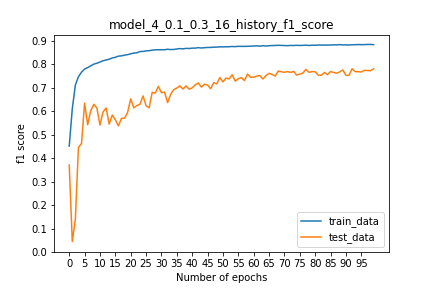 model_4_0.1_0.3_16_history_f1_score
f1 score
0.9
0.8
0.7
0.6
0.5
0.4
0.3
0.2
0.1
0.0
train_data
test_data
0 5 10 15 20 25 30 35 40 45 50 55 60 65 70 75 80 85 90 95
Number of epochs